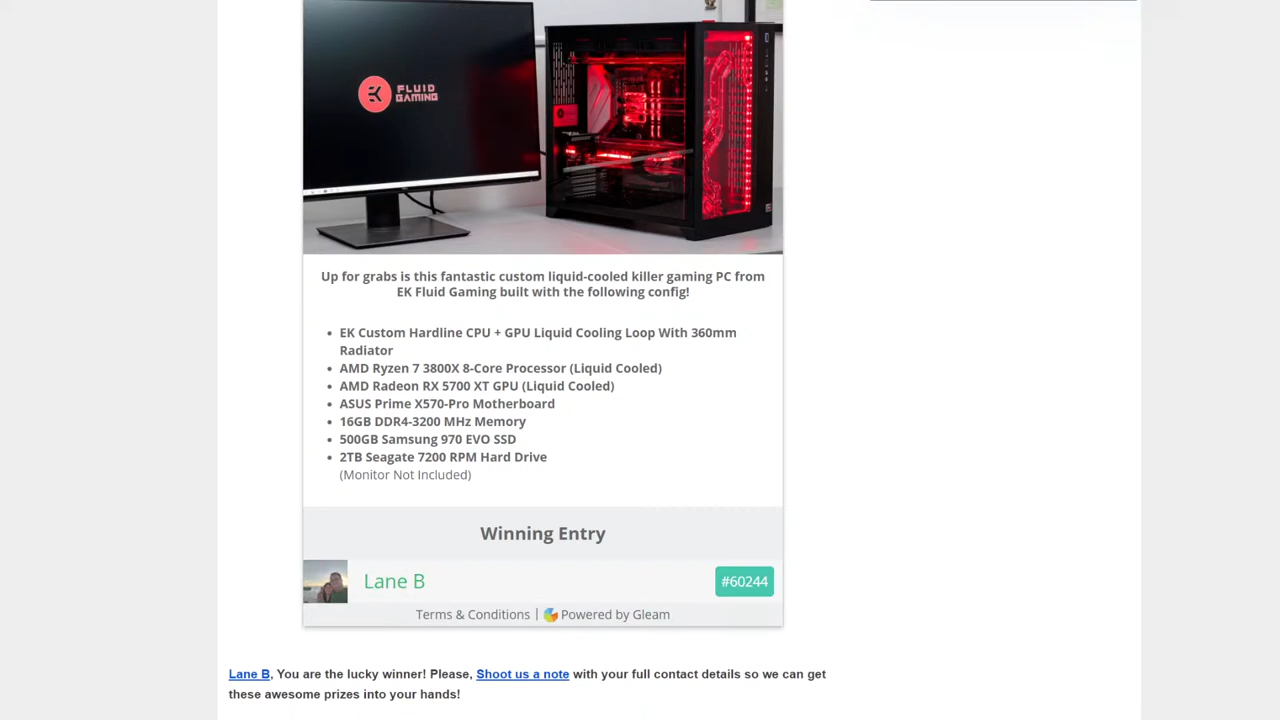 FLUID
GAMING
Up for grabs is this fantastic custom liquid-cooled killer gaming PC from
EK Fluid Gaming built with the following config!
• EK Custom Hardline CPU + GPU Liquid Cooling Loop With 360mm
Radiator
• AMD Ryzen 7 3800X 8-Core Processor (Liquid Cooled)
• AMD Radeon RX 5700 XT GPU (Liquid Cooled)
• ASUS Prime X570-Pro Motherboard
• 16GB DDR4-3200 MHz Memory
• 500GB Samsung 970 EVO SSD
• 2TB Seagate 7200 RPM Hard Drive
(Monitor Not Included)
Winning Entry
Lane B #60244
Terms & Conditions | Powered by Gleam
Lane B, You are the lucky winner! Please, Shoot us a note with your full contact details so we can get
these awesome prizes into your hands!